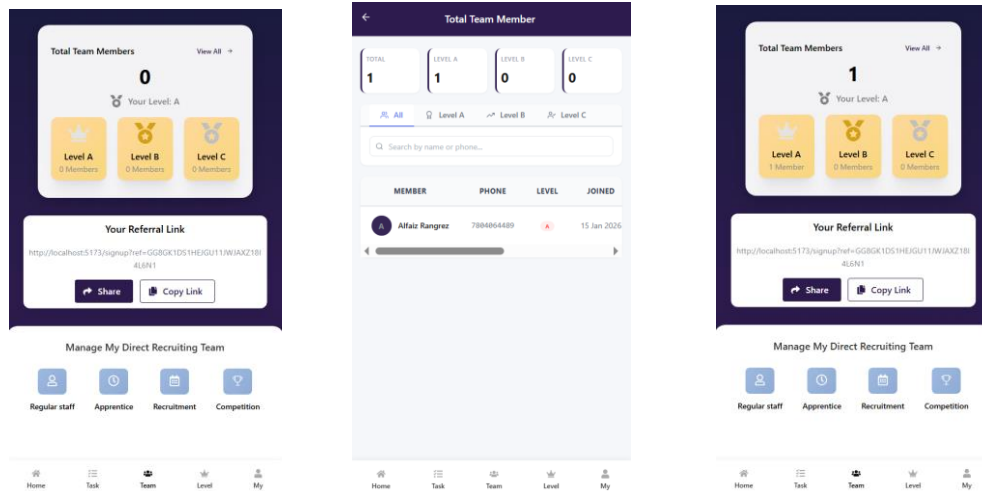 Total Team Members
View All →
0
Your Level: A
Level A
0 Members
Level B
0 Members
Level C
0 Members
Your Referral Link
http://localhost:5173/signup?ref=GG8GK1DS1HEJGU11JWJAXZ18I
4L6N1
Share
Copy Link
Manage My Direct Recruiting Team
Regular staff
Apprentice
Recruitment
Competition
Home
Task
Team
Level
My
Total Team Member
TOTAL
1
LEVEL A
1
LEVEL B
0
LEVEL C
0
All
Level A
Level B
Level C
Search by name or phone...
MEMBER PHONE LEVEL JOINED
A Alfaiz Rangrez 7804064489 A 15 Jan 2026
Home
Task
Team
Level
My
Total Team Members
View All →
1
Your Level: A
Level A
1 Member
Level B
0 Members
Level C
0 Members
Your Referral Link
http://localhost:5173/signup?ref=GG8GK1DS1HEJGU11JWJAXZ18I
4L6N1
Share
Copy Link
Manage My Direct Recruiting Team
Regular staff
Apprentice
Recruitment
Competition
Home
Task
Team
Level
My